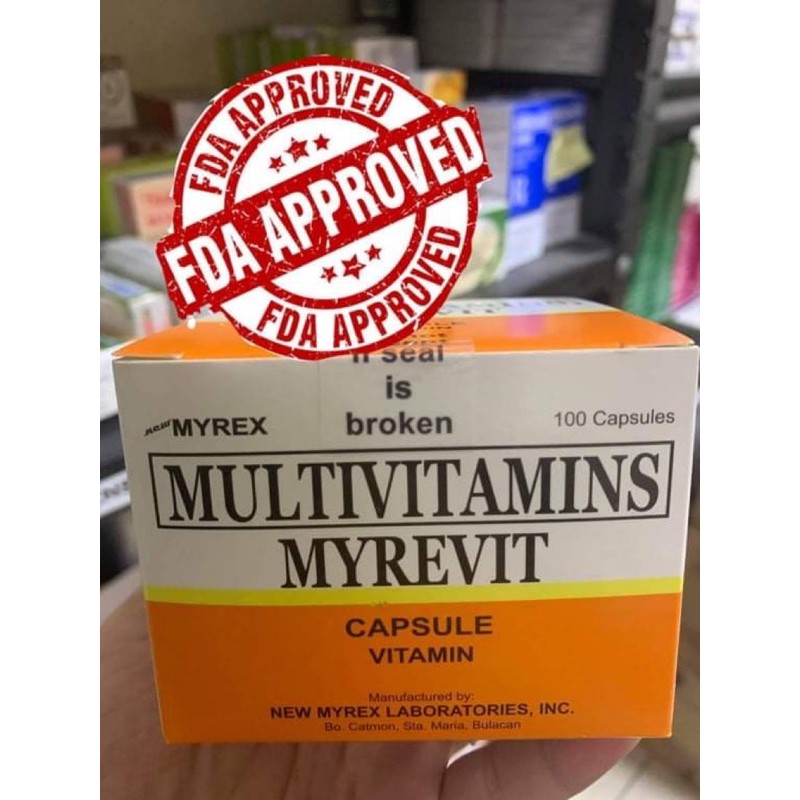 FDA APPROVED
FDA APPROVED
FDA APPROVED
seal
is
broken
new MYREX
100 Capsules
MULTIVITAMINS
MYREVIT
CAPSULE
VITAMIN
Manufactured by:
NEW MYREX LABORATORIES, INC.
Bo. Catmon, Sta. Maria, Bulacan